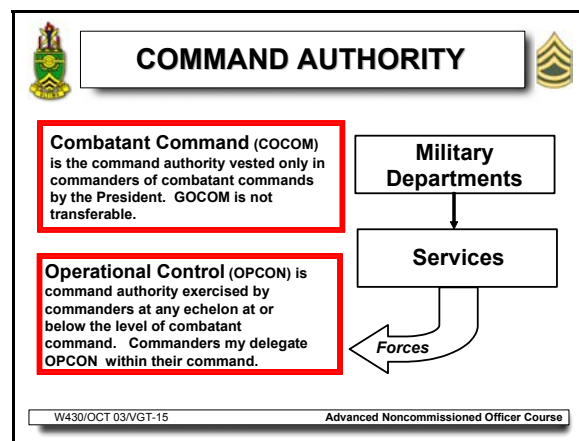 COMMAND AUTHORITY
Combatant Command (COCOM)
is the command authority vested only in
commanders of combatant commands
by the President.  GOCOM is not
transferable.
Operational Control (OPCON) is
command authority exercised by
commanders at any echelon at or
below the level of combatant
command.   Commanders my delegate
OPCON  within their command.
Military
Departments
Services
Forces
W430/OCT 03/VGT-15
Advanced Noncommissioned Officer Course